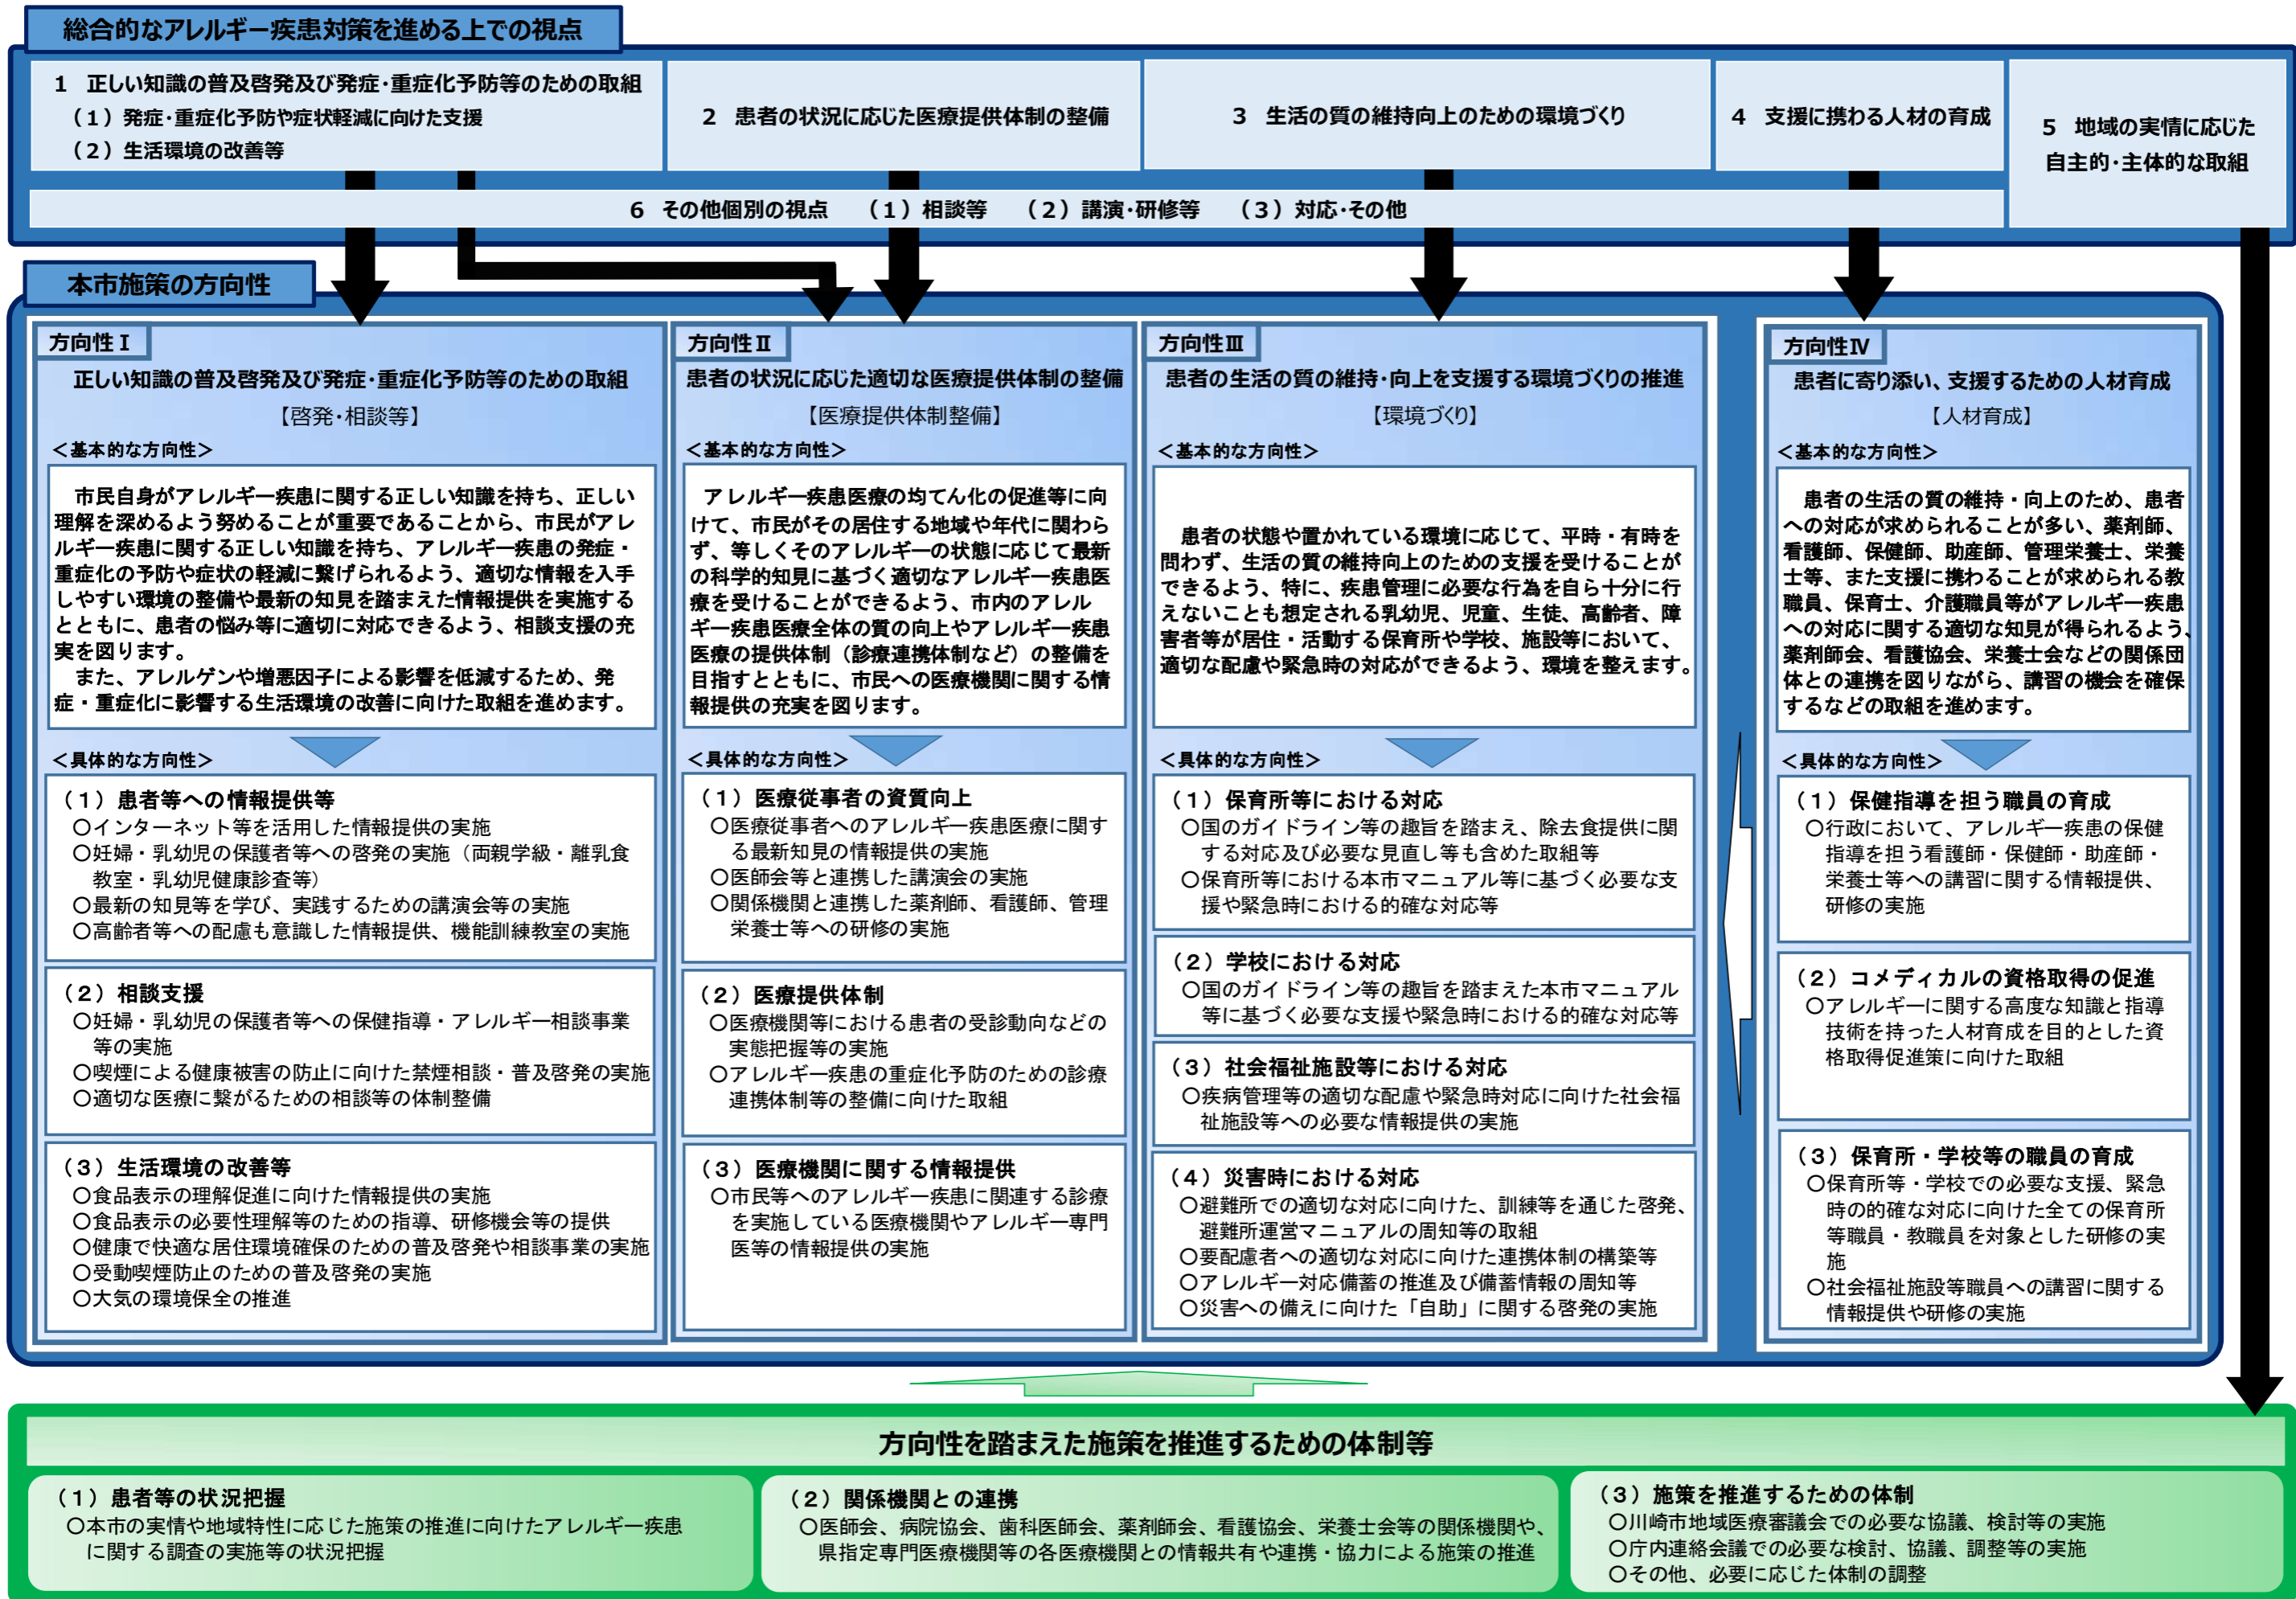 総合的なアレルギー疾患対策を進める上での視点
1 正しい知識の普及啓発及び発症・重症化予防等のための取組
（1）発症・重症化予防や症状軽減に向けた支援
（2）生活環境の改善等
2 患者の状況に応じた医療提供体制の整備
3 生活の質の維持向上のための環境づくり
4 支援に携わる人材の育成
5 地域の実情に応じた
自主的・主体的な取組
6 その他個別の視点 （1）相談等 （2）講演・研修等 （3）対応・その他
本市施策の方向性
方向性Ⅰ
正しい知識の普及啓発及び発症・重症化予防等のための取組
【啓発・相談等】
＜基本的な方向性＞
市民自身がアレルギー疾患に関する正しい知識を持ち、正しい
理解を深めるよう努めることが重要であることから、市民がアレ
ルギー疾患に関する正しい知識を持ち、アレルギー疾患の発症・
重症化の予防や症状の軽減に繋げられるよう、適切な情報を入手
しやすい環境の整備や最新の知見を踏まえた情報提供を実施する
とともに、患者の悩み等に適切に対応できるよう、相談支援の充
実を図ります。
また、アレルゲンや増悪因子による影響を低減するため、発
症・重症化に影響する生活環境の改善に向けた取組を進めます。
＜具体的な方向性＞
（1）患者等への情報提供等
○インターネット等を活用した情報提供の実施
○妊婦・乳幼児の保護者等への啓発の実施（両親学級・離乳食
教室・乳幼児健康診査等）
○最新の知見等を学び、実践するための講演会等の実施
○高齢者等への配慮も意識した情報提供、機能訓練教室の実施
（2）相談支援
○妊婦・乳幼児の保護者等への保健指導・アレルギー相談事業
等の実施
○喫煙による健康被害の防止に向けた禁煙相談・普及啓発の実施
○適切な医療に繋がるための相談等の体制整備
（3）生活環境の改善等
○食品表示の理解促進に向けた情報提供の実施
○食品表示の必要性理解等のための指導、研修機会等の提供
○健康で快適な居住環境確保のための普及啓発や相談事業の実施
○受動喫煙防止のための普及啓発の実施
○大気の環境保全の推進
方向性Ⅱ
患者の状況に応じた適切な医療提供体制の整備
【医療提供体制整備】
＜基本的な方向性＞
アレルギー疾患医療の均てん化の促進等に向
けて、市民がその居住する地域や年代に関わら
ず、等しくそのアレルギーの状態に応じて最新
の科学的知見に基づく適切なアレルギー疾患医
療を受けることができるよう、市内のアレル
ギー疾患医療全体の質の向上やアレルギー疾患
医療の提供体制（診療連携体制など）の整備を
目指すとともに、市民への医療機関に関する情
報提供の充実を図ります。
＜具体的な方向性＞
（1）医療従事者の資質向上
○医療従事者へのアレルギー疾患医療に関す
る最新知見の情報提供の実施
○医師会等と連携した講演会の実施
○関係機関と連携した薬剤師、看護師、管理
栄養士等への研修の実施
（2）医療提供体制
○医療機関等における患者の受診動向などの
実態把握等の実施
○アレルギー疾患の重症化予防のための診療
連携体制等の整備に向けた取組
（3）医療機関に関する情報提供
○市民等へのアレルギー疾患に関連する診療
を実施している医療機関やアレルギー専門
医等の情報提供の実施
方向性Ⅲ
患者の生活の質の維持・向上を支援する環境づくりの推進
【環境づくり】
＜基本的な方向性＞
患者の状態や置かれている環境に応じて、平時・有時を
問わず、生活の質の維持向上のための支援を受けることが
できるよう、特に、疾患管理に必要な行為を自ら十分に行
えないことも想定される乳幼児、児童、生徒、高齢者、障
害者等が居住・活動する保育所や学校、施設等において、
適切な配慮や緊急時の対応ができるよう、環境を整えます。
＜具体的な方向性＞
（1）保育所等における対応
○国のガイドライン等の趣旨を踏まえ、除去食提供に関
する対応及び必要な見直し等も含めた取組等
○保育所等における本市マニュアル等に基づく必要な支
援や緊急時における的確な対応等
（2）学校における対応
○国のガイドライン等の趣旨を踏まえた本市マニュアル
等に基づく必要な支援や緊急時における的確な対応等
（3）社会福祉施設等における対応
○疾病管理等の適切な配慮や緊急時対応に向けた社会福
祉施設等への必要な情報提供の実施
（4）災害時における対応
○避難所での適切な対応に向けた、訓練等を通じた啓発、
避難所運営マニュアルの周知等の取組
○要配慮者への適切な対応に向けた連携体制の構築等
○アレルギー対応備蓄の推進及び備蓄情報の周知等
○災害への備えに向けた「自助」に関する啓発の実施
方向性Ⅳ
患者に寄り添い、支援するための人材育成
【人材育成】
＜基本的な方向性＞
患者の生活の質の維持・向上のため、患者
への対応が求められることが多い、薬剤師、
看護師、保健師、助産師、管理栄養士、栄養
士等、また支援に携わることが求められる教
職員、保育士、介護職員等がアレルギー疾患
への対応に関する適切な知見が得られるよう、
薬剤師会、看護協会、栄養士会などの関係団
体との連携を図りながら、講習の機会を確保
するなどの取組を進めます。
＜具体的な方向性＞
（1）保健指導を担う職員の育成
○行政において、アレルギー疾患の保健
指導を担う看護師・保健師・助産師・
栄養士等への講習に関する情報提供、
研修の実施
（2）コメディカルの資格取得の促進
○アレルギーに関する高度な知識と指導
技術を持った人材育成を目的とした資
格取得促進策に向けた取組
（3）保育所・学校等の職員の育成
○保育所等・学校での必要な支援、緊急
時の的確な対応に向けた全ての保育所
等職員・教職員を対象とした研修の実
施
○社会福祉施設等職員への講習に関する
情報提供や研修の実施
方向性を踏まえた施策を推進するための体制等
（1）患者等の状況把握
○本市の実情や地域特性に応じた施策の推進に向けたアレルギー疾患
に関する調査の実施等の状況把握
（2）関係機関との連携
○医師会、病院協会、歯科医師会、薬剤師会、看護協会、栄養士会等の関係機関や、
県指定専門医療機関等の各医療機関との情報共有や連携・協力による施策の推進
（3）施策を推進するための体制
○川崎市地域医療審議会での必要な協議、検討等の実施
○庁内連絡会議での必要な検討、協議、調整等の実施
○その他、必要に応じた体制の調整